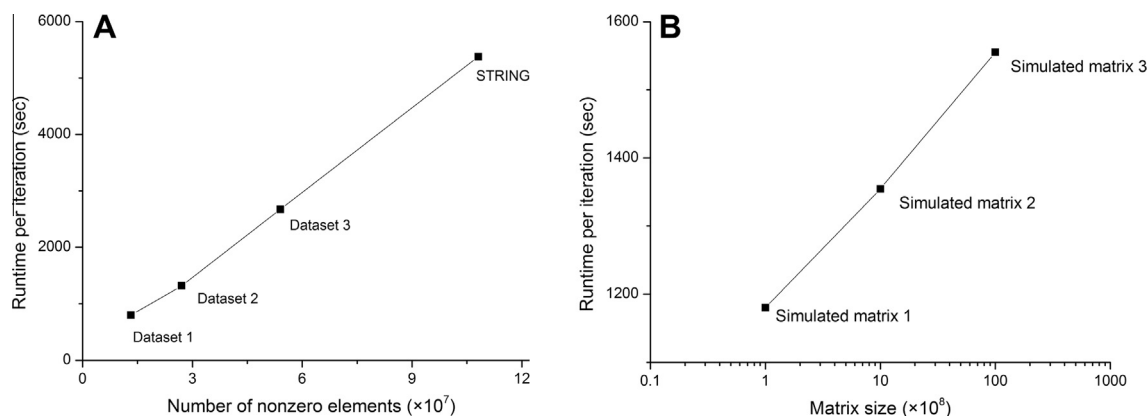 A
6000
4000
2000
0
Runtime per iteration (sec)
STRING
Dataset 3
Dataset 2
Dataset 1
0 3 6 9 12
Number of nonzero elements (×10⁷)
B
1600
1400
1200
Runtime per iteration (sec)
Simulated matrix 3
Simulated matrix 2
Simulated matrix 1
0.1 1 10 100 1000
Matrix size (×10⁸)